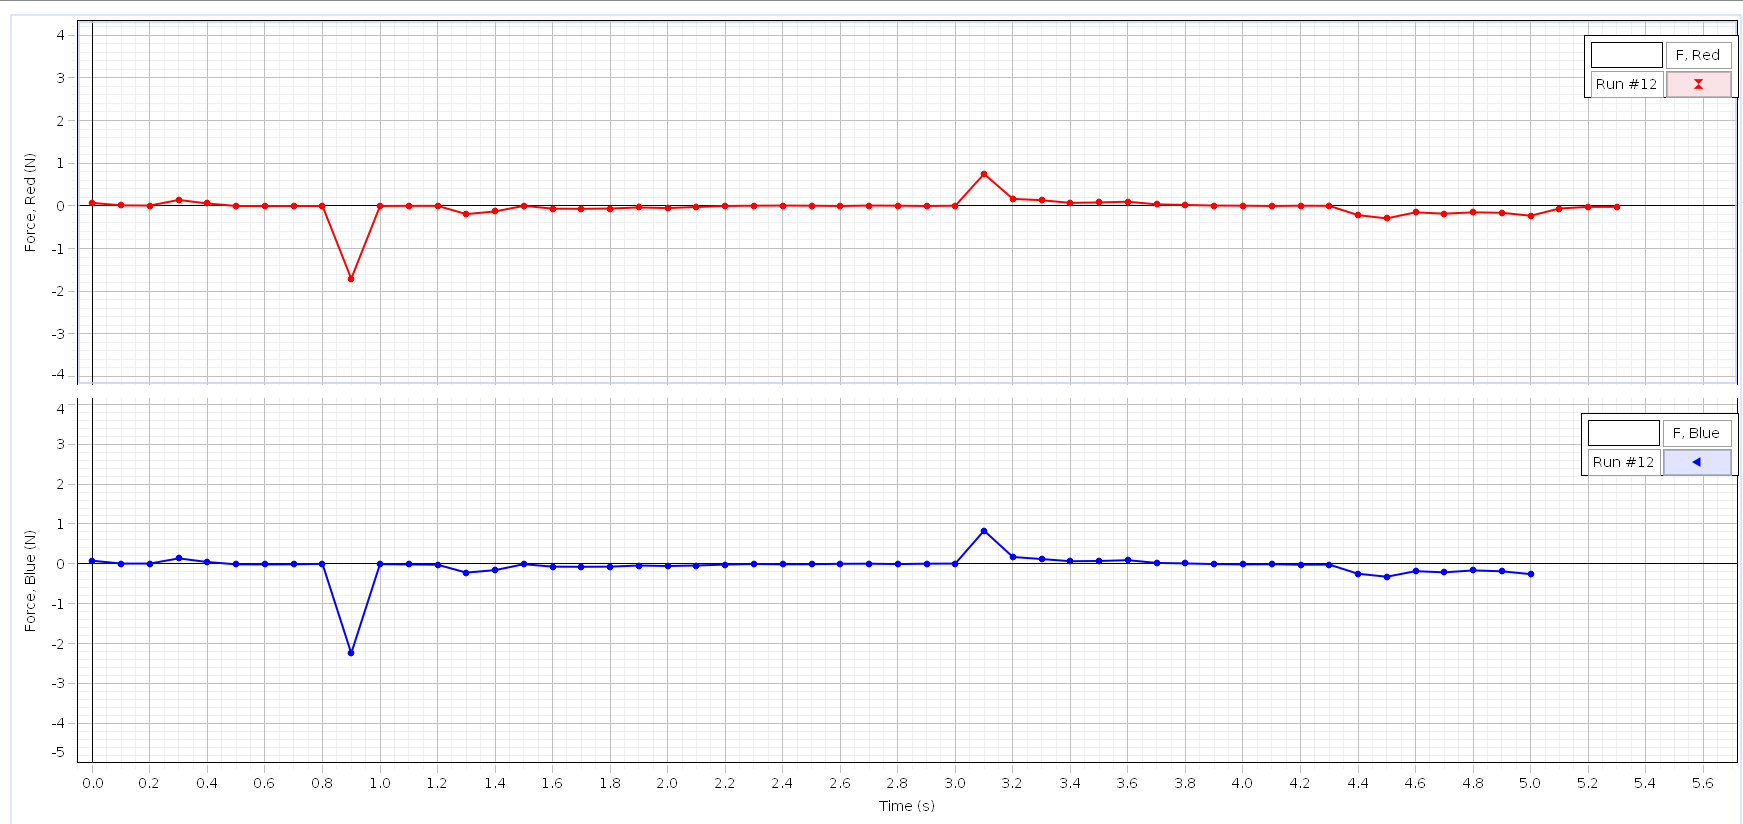 4
3
2
1
0
-1
-2
-3
-4
Force, Red (N)
F, Red
Run #12
4
3
2
1
0
-1
-2
-3
-4
-5
Force, Blue (N)
F, Blue
Run #12
0.0 0.2 0.4 0.6 0.8 1.0 1.2 1.4 1.6 1.8 2.0 2.2 2.4 2.6 2.8 3.0 3.2 3.4 3.6 3.8 4.0 4.2 4.4 4.6 4.8 5.0 5.2 5.4 5.6
Time (s)